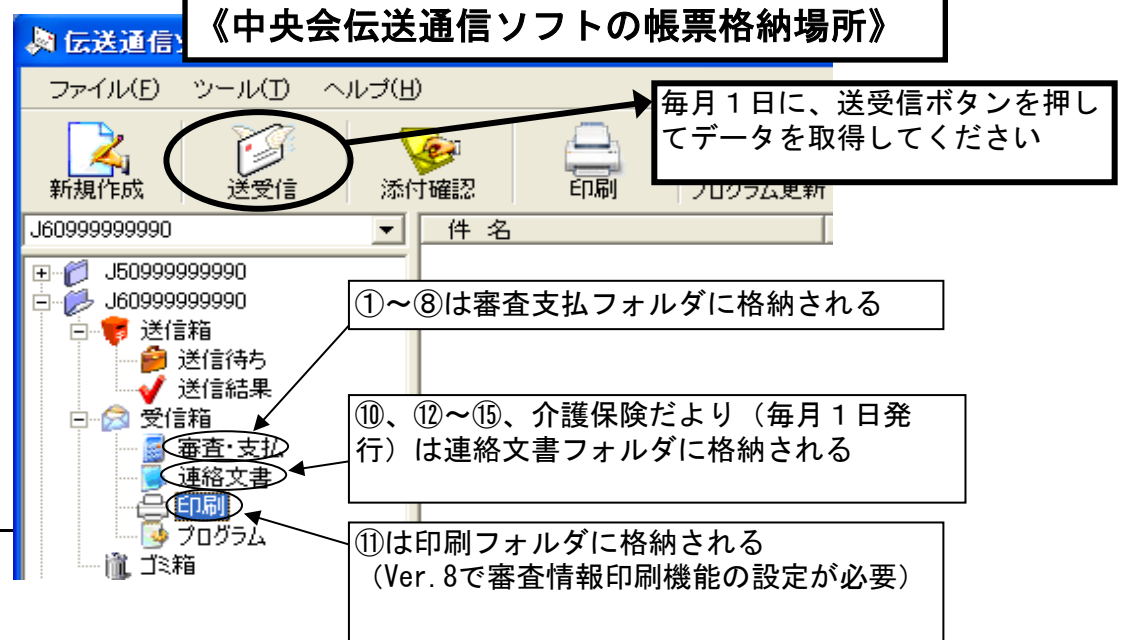 《中央会伝送通信ソフトの帳票格納場所》
伝送通信
ファイル(F) ツール(T) ヘルプ(H)
毎月１日に、送受信ボタンを押し
てデータを取得してください
新規作成 送受信 添付確認 印刷 プログラム更新
J60999999990 件 名
J50999999990
J60999999990
①～⑧は審査支払フォルダに格納される
送信箱
送信待ち
送信結果
受信箱
⑩、⑫～⑮、介護保険だより（毎月１日発
行）は連絡文書フォルダに格納される
審査･支払
連絡文書
印刷
プログラム
ゴミ箱
⑪は印刷フォルダに格納される
（Ver.8で審査情報印刷機能の設定が必要）